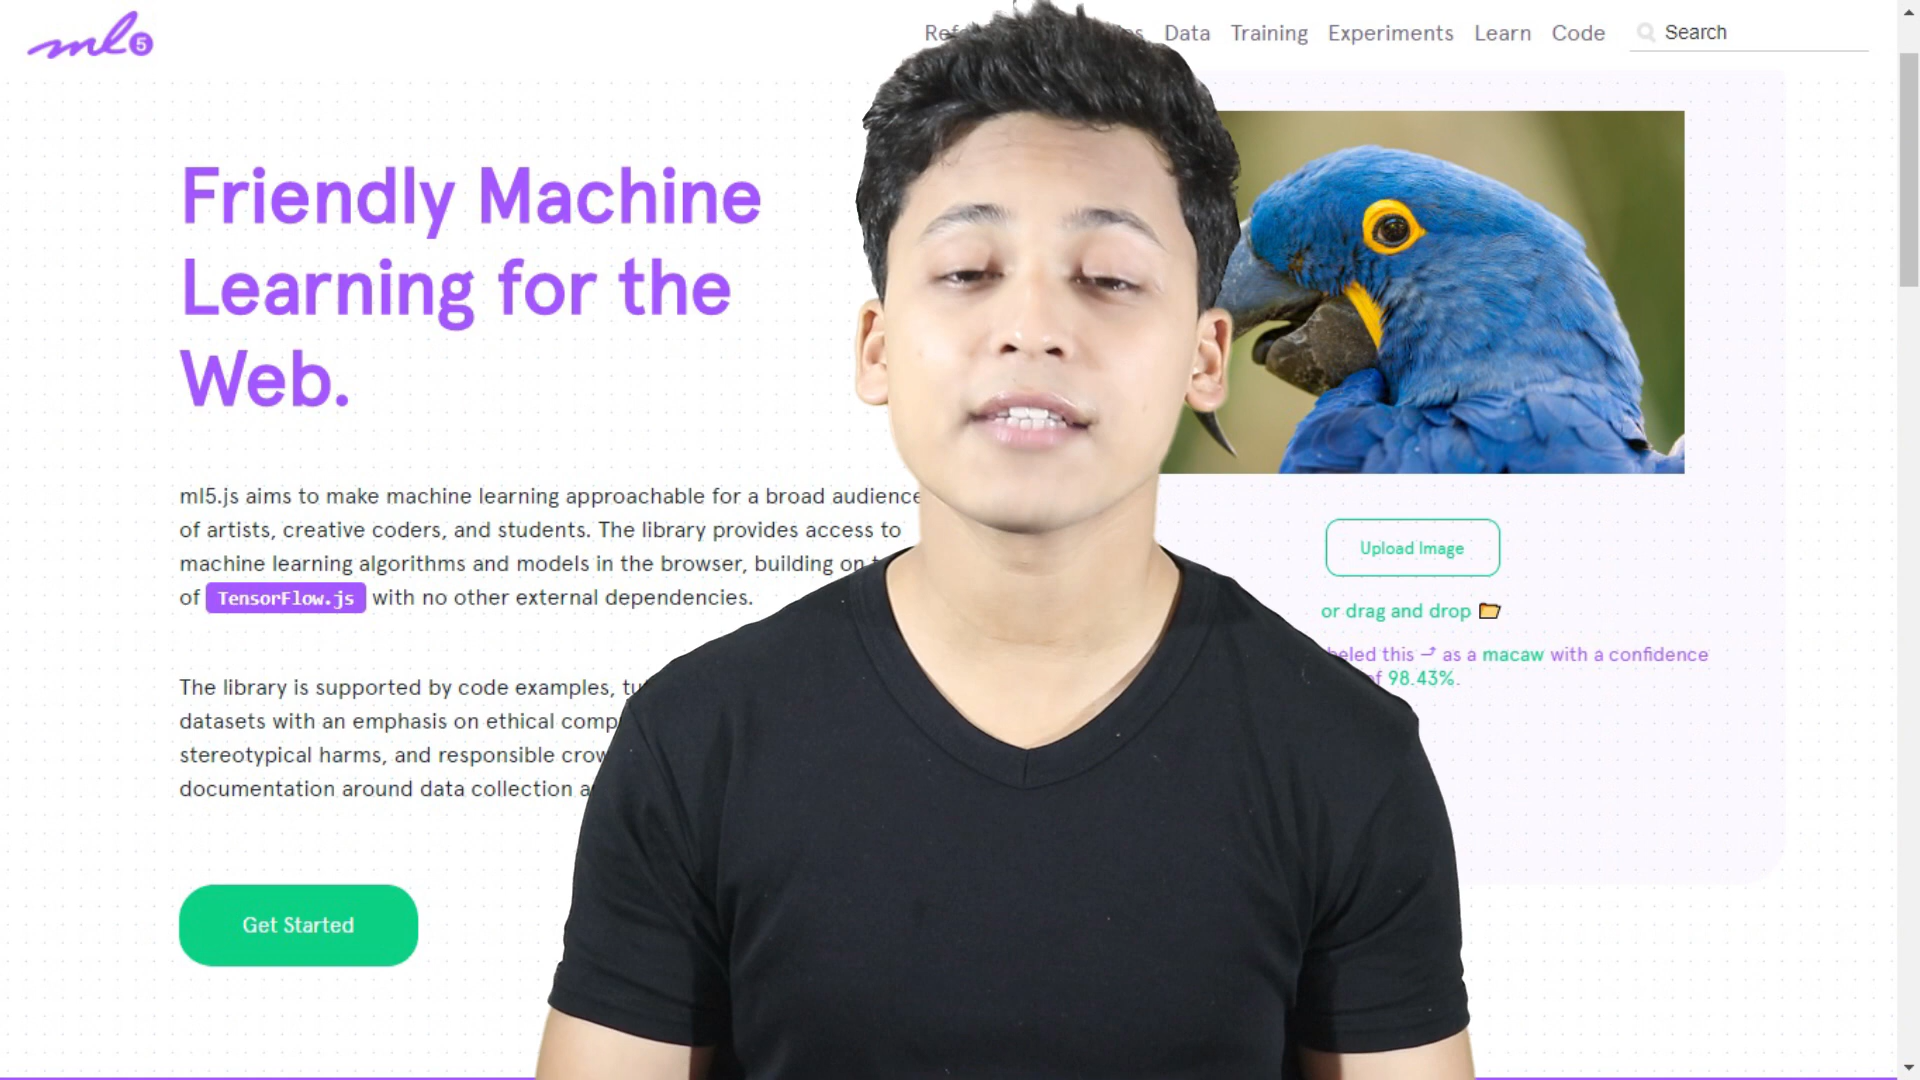 ml5
Data Training Experiments Learn Code Search
Friendly Machine
Learning for the
Web.
ml5.js aims to make machine learning approachable for a broad audience
of artists, creative coders, and students. The library provides access to
machine learning algorithms and models in the browser, building on
of TensorFlow.js with no other external dependencies.
The library is supported by code examples,
datasets with an emphasis on ethical
stereotypical harms, and responsible
documentation around data collection
Get Started
Upload Image
or drag and drop
this ⤴ as a macaw with a confidence
of 98.43%.